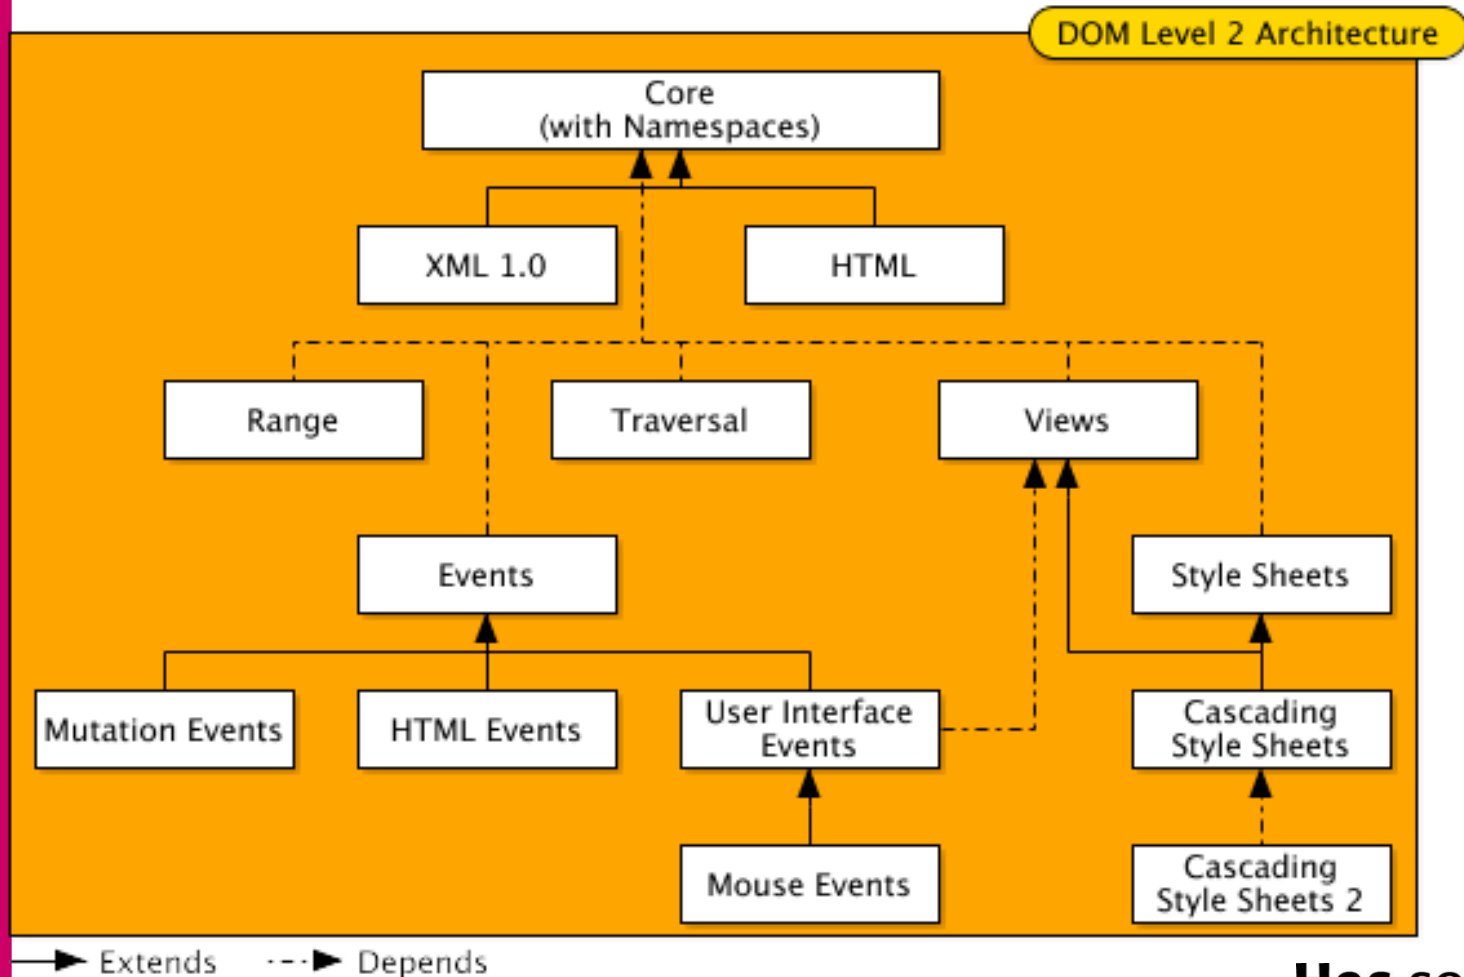 DOM Level 2 Architecture
Core
(with Namespaces)
XML 1.0
HTML
Range
Traversal
Views
Events
Style Sheets
Mutation Events
HTML Events
User Interface
Events
Cascading
Style Sheets
Mouse Events
Cascading
Style Sheets 2
Extends
Depends